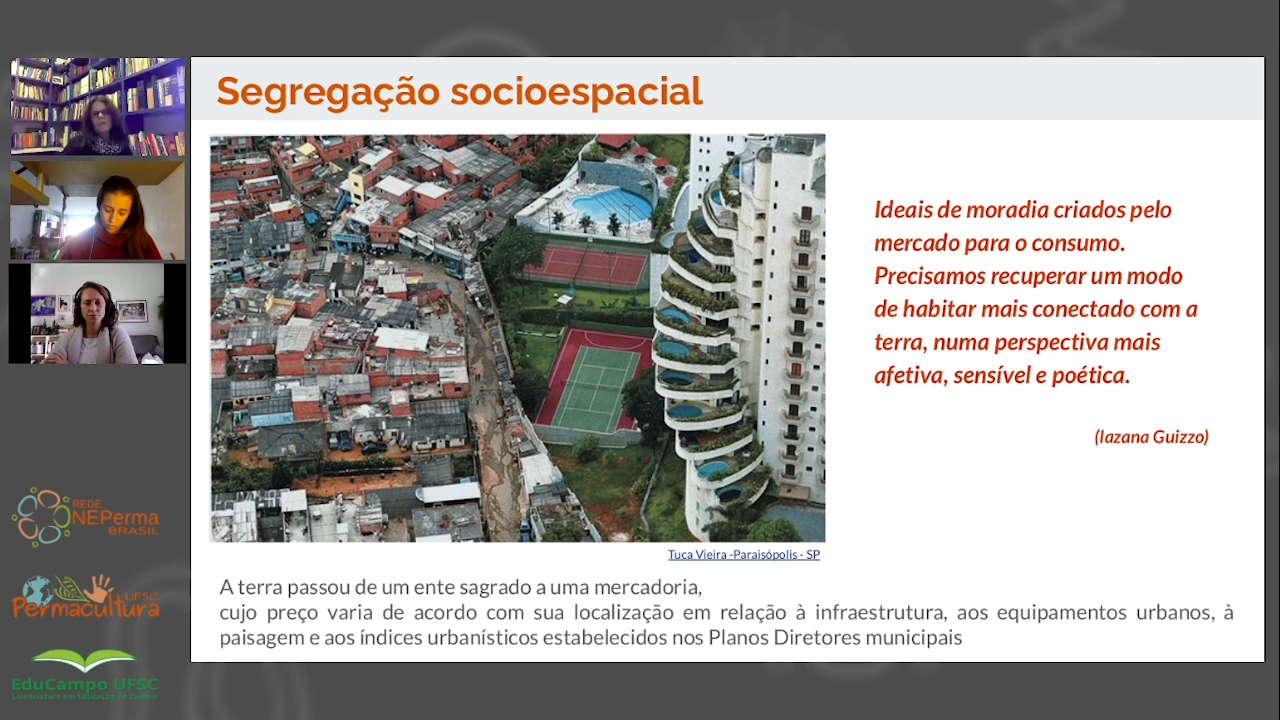 Segregação socioespacial
Ideais de moradia criados pelo
mercado para o consumo.
Precisamos recuperar um modo
de habitar mais conectado com a
terra, numa perspectiva mais
afetiva, sensível e poética.
(Iazana Guizzo)
Tuca Vieira -Paraisópolis - SP
A terra passou de um ente sagrado a uma mercadoria,
cujo preço varia de acordo com sua localização em relação à infraestrutura, aos equipamentos urbanos, à
paisagem e aos índices urbanísticos estabelecidos nos Planos Diretores municipais
REDE
NEPerma
BRASIL
UFSC
Permacultura
EduCampo UFSC
Licenciatura em Educação do Campo